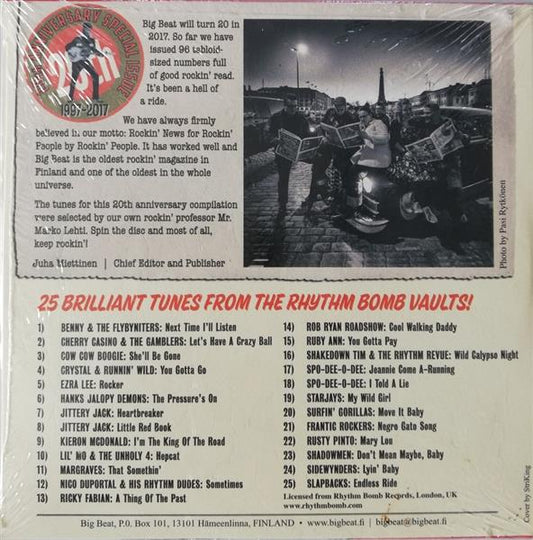 20TH ANNIVERSARY SPECIAL ISSUE
20th
1997-2017
Big Beat will turn 20 in
2017. So far we have
issued 96 tabloid-
sized numbers full
of good rockin' read.
It's been a hell of
a ride.
We have always firmly
believed in our motto: Rockin' News for Rockin'
People by Rockin' People. It has worked well and
Big Beat is the oldest rockin' magazine in
Finland and one of the oldest in the whole
universe.
The tunes for this 20th anniversary compilation
were selected by our own rockin' professor Mr.
Marko Lehti. Spin the disc and most of all,
keep rockin'!
Juha Miettinen | Chief Editor and Publisher
Photo by Pasi Rytkönen
25 BRILLIANT TUNES FROM THE RHYTHM BOMB VAULTS!
1) BENNY & THE FLYBYNITERS: Next Time I'll Listen
2) CHERRY CASINO & THE GAMBLERS: Let's Have A Crazy Ball
3) COW COW BOOGIE: She'll Be Gone
4) CRYSTAL & RUNNIN' WILD: You Gotta Go
5) EZRA LEE: Rocker
6) HANKS JALOPY DEMONS: The Pressure's On
7) JITTERY JACK: Heartbreaker
8) JITTERY JACK: Little Red Book
9) KIERON MCDONALD: I'm The King Of The Road
10) LIL' MO & THE UNHOLY 4: Hepcat
11) MARGRAVES: That Somethin'
12) NICO DUPORTAL & HIS RHYTHM DUDES: Sometimes
13) RICKY FABIAN: A Thing Of The Past
14) ROB RYAN ROADSHOW: Cool Walking Daddy
15) RUBY ANN: You Gotta Pay
16) SHAKEDOWN TIM & THE RHYTHM REVUE: Wild Calypso Night
17) SPO-DEE-O-DEE: Jeannie Come A-Running
18) SPO-DEE-O-DEE: I Told A Lie
19) STARJAYS: My Wild Girl
20) SURFIN' GORILLAS: Move It Baby
21) FRANTIC ROCKERS: Negro Gato Song
22) RUSTY PINTO: Mary Lou
23) SHADOWMEN: Don't Mean Maybe, Baby
24) SIDEWYNDERS: Lyin' Baby
25) SLAPBACKS: Endless Ride
Licensed from Rhythm Bomb Records, London, UK
www.rhythmbomb.com
Cover by StriKing
Big Beat, P.O. Box 101, 13101 Hämeenlinna, FINLAND • www.bigbeat.fi | bigbeat@bigbeat.fi